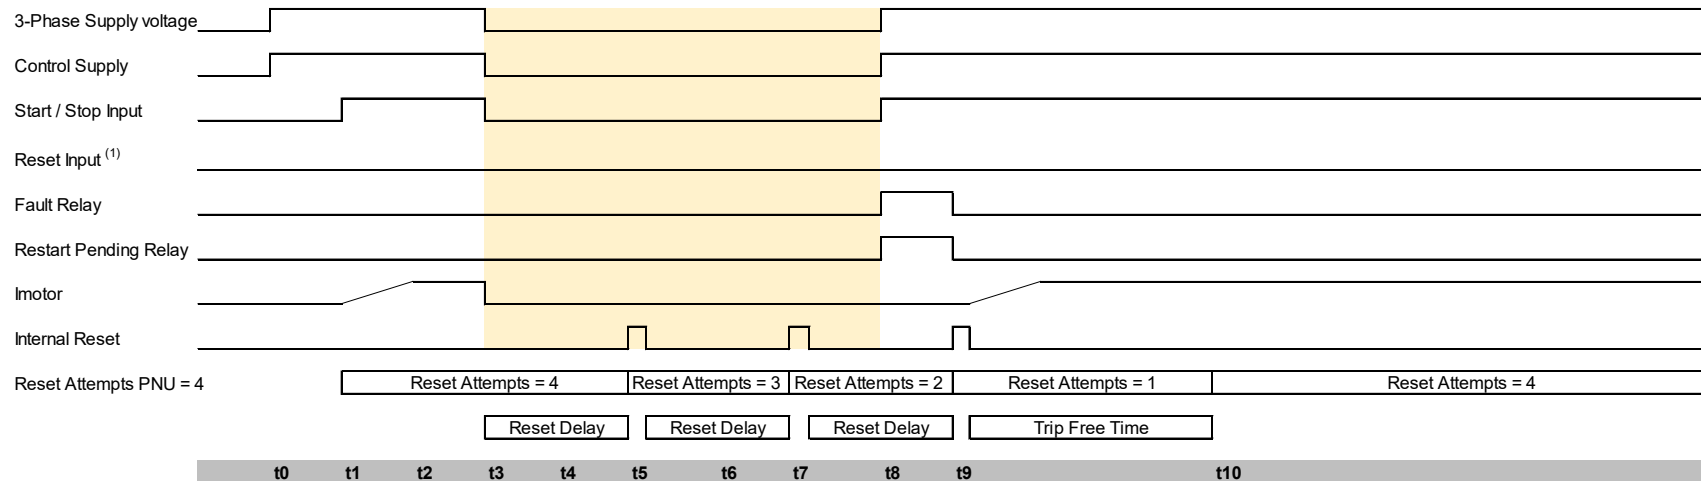 3-Phase Supply voltage
Control Supply
Start / Stop Input
Reset Input (1)
Fault Relay
Restart Pending Relay
Imotor
Internal Reset
Reset Attempts PNU = 4 Reset Attempts = 4 Reset Attempts = 3 Reset Attempts = 2 Reset Attempts = 1 Reset Attempts = 4
Reset Delay Reset Delay Reset Delay Trip Free Time
t0 t1 t2 t3 t4 t5 t6 t7 t8 t9 t10